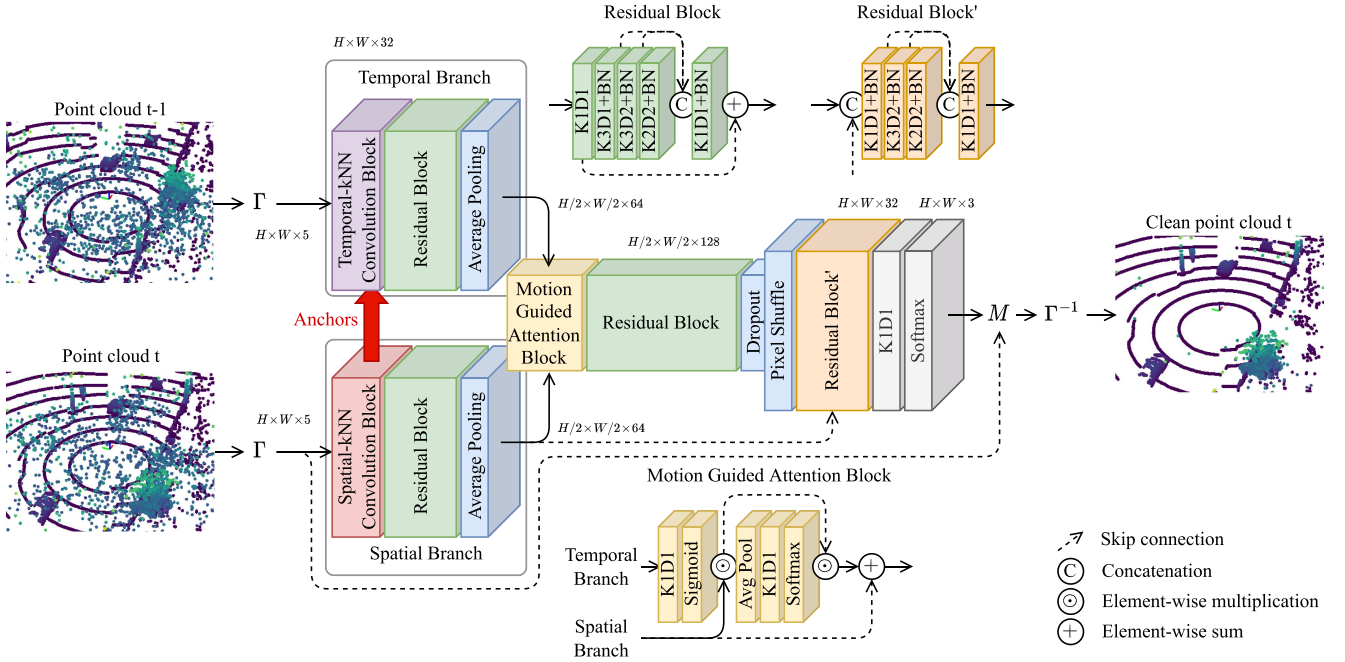 Residual Block
Residual Block'
H×W×32
Temporal Branch
Point cloud t-1
Temporal-kNN
Convolution Block
Residual Block
Average Pooling
K1D1
K3D1+BN
K3D2+BN
K2D2+BN
C
K1D1+BN
+
C
K1D1+BN
K3D2+BN
K2D2+BN
C
K1D1+BN
Γ
H×W×5
H/2×W/2×64
H/2×W/2×128
H×W×32
H×W×3
Clean point cloud t
Anchors
Motion
Guided
Attention
Block
Residual Block
Dropout
Pixel Shuffle
Residual Block'
K1D1
Softmax
M
Γ⁻¹
Point cloud t
H×W×5
Γ
Spatial-kNN
Convolution Block
Residual Block
Average Pooling
Spatial Branch
H/2×W/2×64
Motion Guided Attention Block
Temporal
Branch
K1D1
Sigmoid
⊙
Avg Pool
K1D1
Softmax
⊙
+
Spatial
Branch
Skip connection
C Concatenation
⊙ Element-wise multiplication
+ Element-wise sum